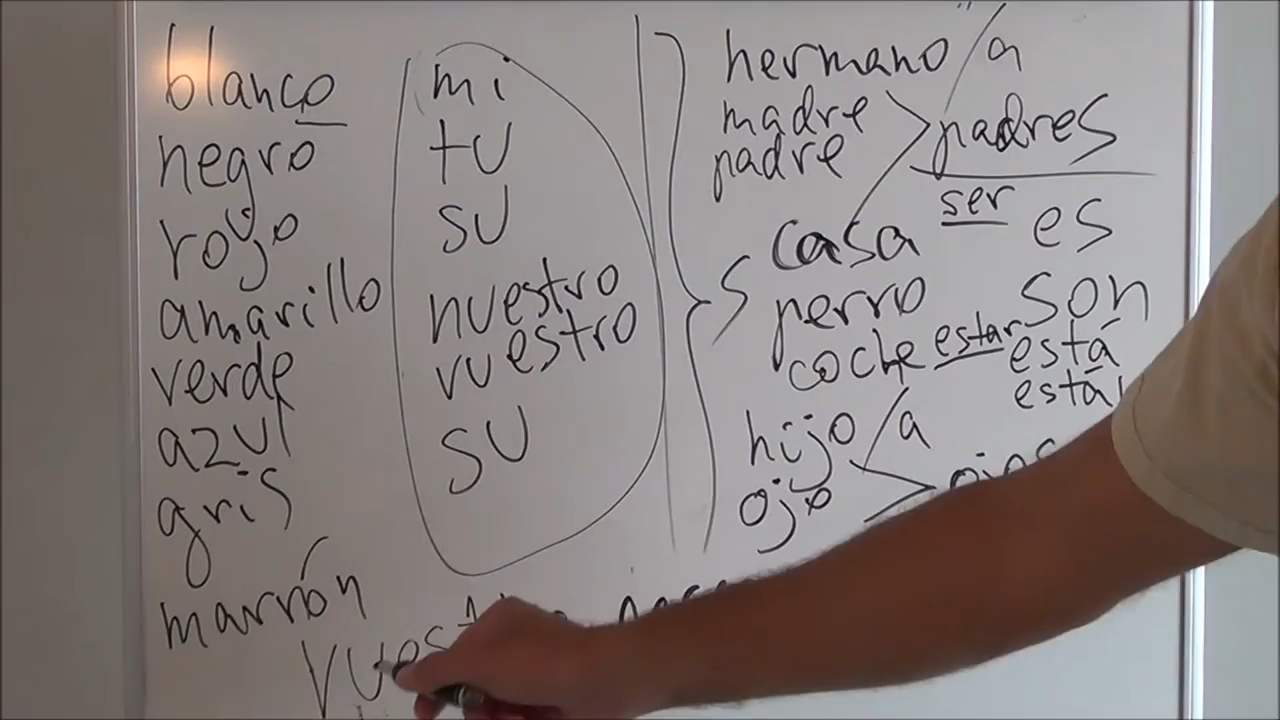 blanco
negro
rojo
amarillo
verde
azul
gris
marrón
mi
tu
su
nuestro
vuestro
su
hermano/a
madre
padre
padres
ser es
son
s
casa
perro
coche
estar está
hijo/a
ojo